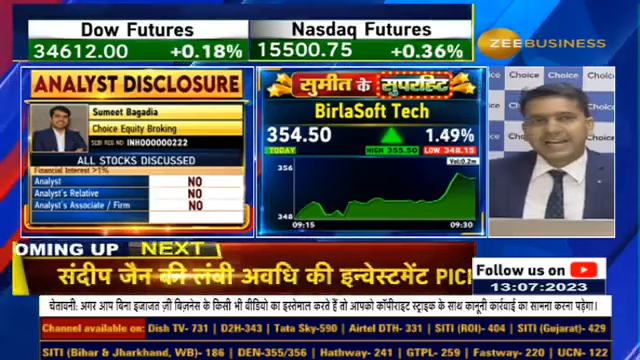 Dow Futures
34612.00 +0.18%
Nasdaq Futures
15500.75 +0.36%
ZEE BUSINESS
ANALYST DISCLOSURE
Sumeet Bagadia
Choice Equity Broking
SEBI REG NO INH000000222
ALL STOCKS DISCUSSED
Financial Interest >1%
Analyst NO
Analyst's Relative NO
Analyst's Associate / Firm NO
सुमीत के सुपरहिट
BirlaSoft Tech
354.50 1.49%
TODAY HIGH 355.50 LOW 348.15
Vol:0.2m
356
348
09:15 09:30
Choice Choice
Choice
OMING UP NEXT
संदीप जैन की लंबी अवधि की इन्वेस्टमेंट PIC
Follow us on
13:07:2023
चेतावनी: अगर आप बिना इजाजत ज़ी बिज़नेस के किसी भी वीडियो का इस्तेमाल करते हैं तो आपको कॉपीराइट स्ट्राइक के साथ कानूनी कार्रवाई का सामना करना पड़ेगा।
Channel available on: Dish TV- 731 | D2H-343 | Tata Sky-590 | Airtel DTH- 331 | SITI (ROI) - 404 | SITI (Gujarat) - 429
SITI (Bihar & Jharkhand, WB)- 186 | DEN-355/356 | Hathway- 241 | GTPL- 259 | Fastway- 220 | UCN- 122